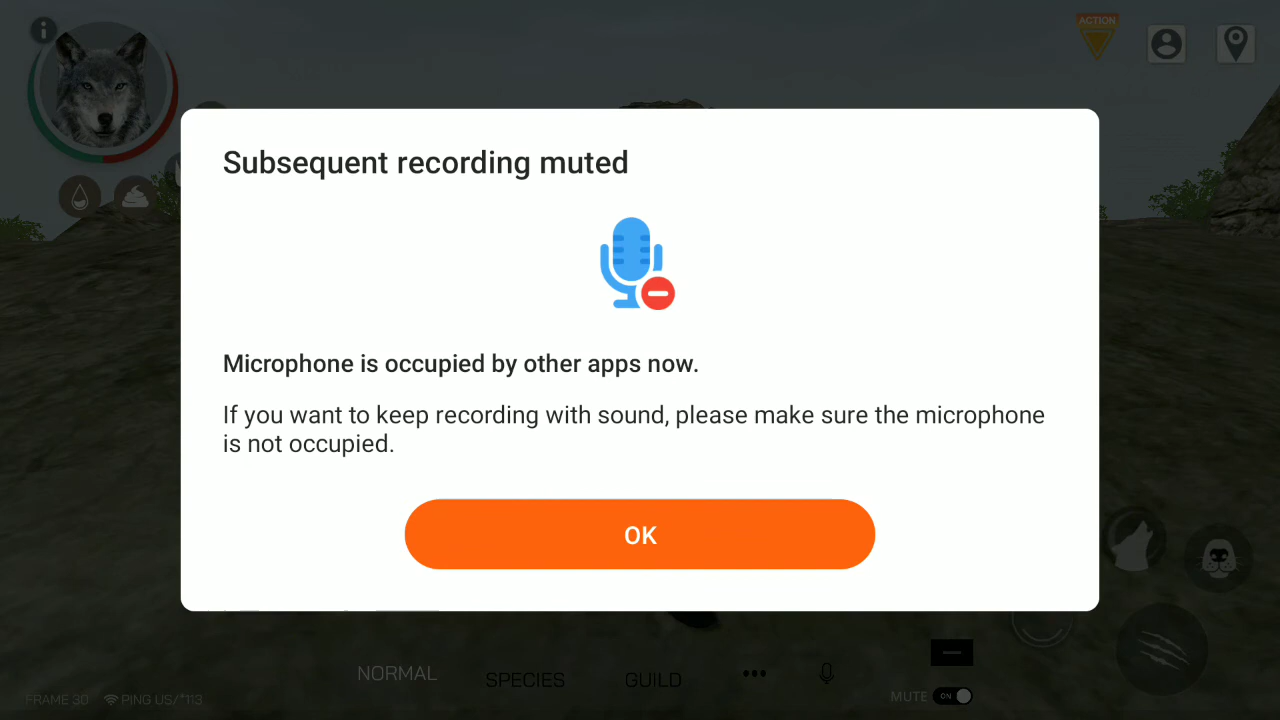 ACTION
Subsequent recording muted
Microphone is occupied by other apps now.
If you want to keep recording with sound, please make sure the microphone
is not occupied.
OK
NORMAL
SPECIES
GUILD
FRAME 30
PING US/*113
MUTE
ON